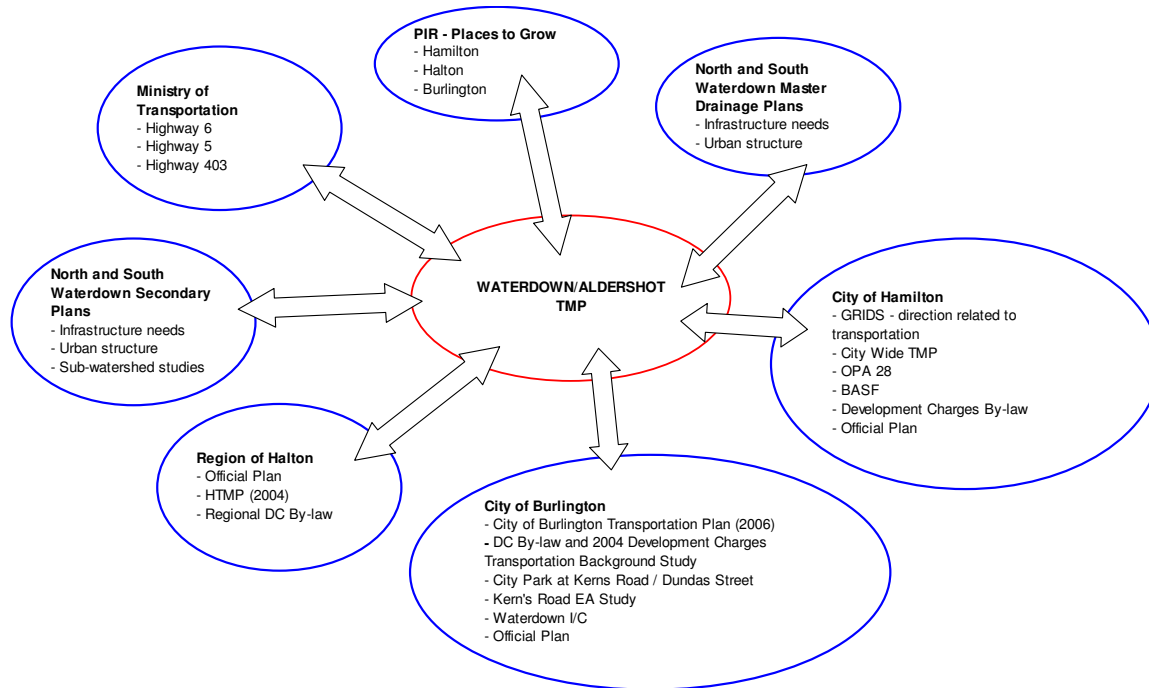 PIR - Places to Grow
- Hamilton
- Halton
- Burlington
Ministry of
Transportation
- Highway 6
- Highway 5
- Highway 403
North and South
Waterdown Master
Drainage Plans
- Infrastructure needs
- Urban structure
North and South
Waterdown Secondary
Plans
- Infrastructure needs
- Urban structure
- Sub-watershed studies
WATERDOWN/ALDERSHOT
TMP
City of Hamilton
- GRIDS - direction related to
transportation
- City Wide TMP
- OPA 28
- BASF
- Development Charges By-law
- Official Plan
Region of Halton
- Official Plan
- HTMP (2004)
- Regional DC By-law
City of Burlington
- City of Burlington Transportation Plan (2006)
- DC By-law and 2004 Development Charges
Transportation Background Study
- City Park at Kerns Road / Dundas Street
- Kern's Road EA Study
- Waterdown I/C
- Official Plan